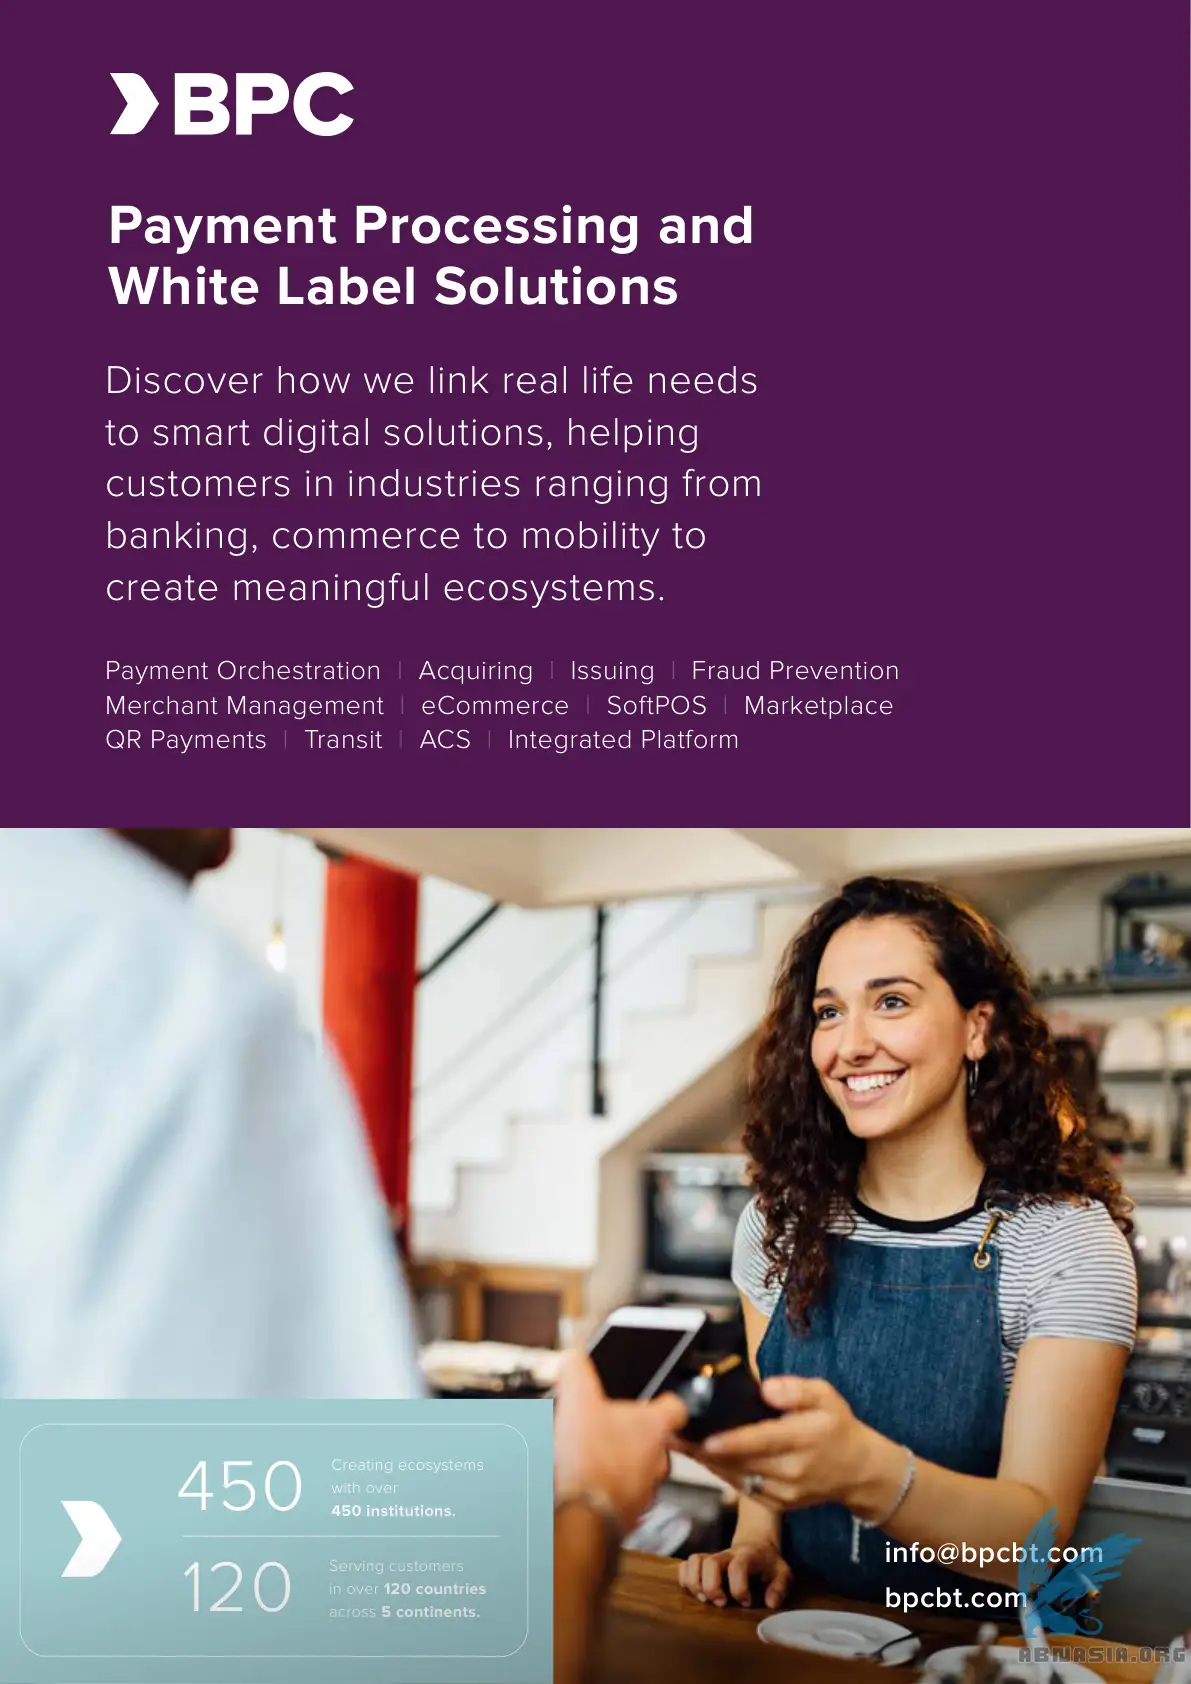 BPC
Payment Processing and
White Label Solutions
Discover how we link real life needs
to smart digital solutions, helping
customers in industries ranging from
banking, commerce to mobility to
create meaningful ecosystems.
Payment Orchestration | Acquiring | Issuing | Fraud Prevention
Merchant Management | eCommerce | SoftPOS | Marketplace
QR Payments | Transit | ACS | Integrated Platform
450
Creating ecosystems
with over
450 institutions.
120
Serving customers
in over 120 countries
across 5 continents.
info@bpcbt.com
bpcbt.com
ABNASIA.ORG